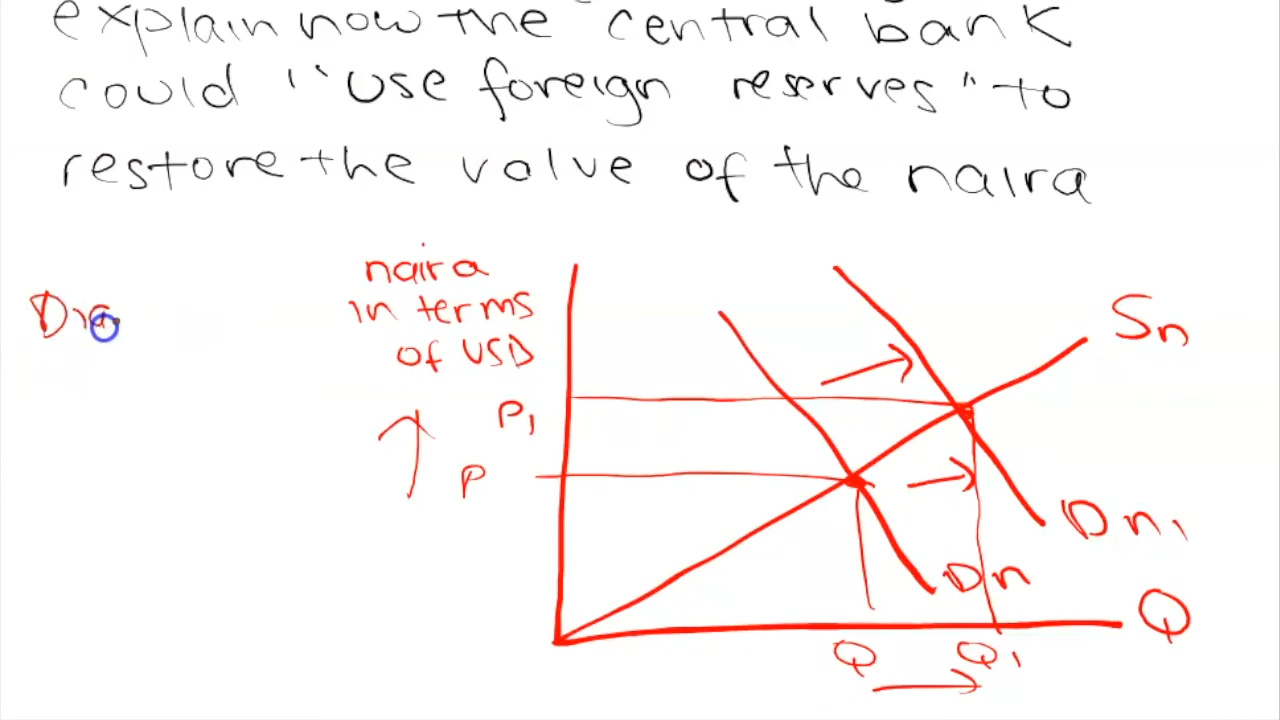 explain how the central bank
could "use foreign reserves" to
restore the value of the naira
naira
in terms
of USD
Dia
Sn
P1
P
Dn1
Dn
Q
Q
Q1